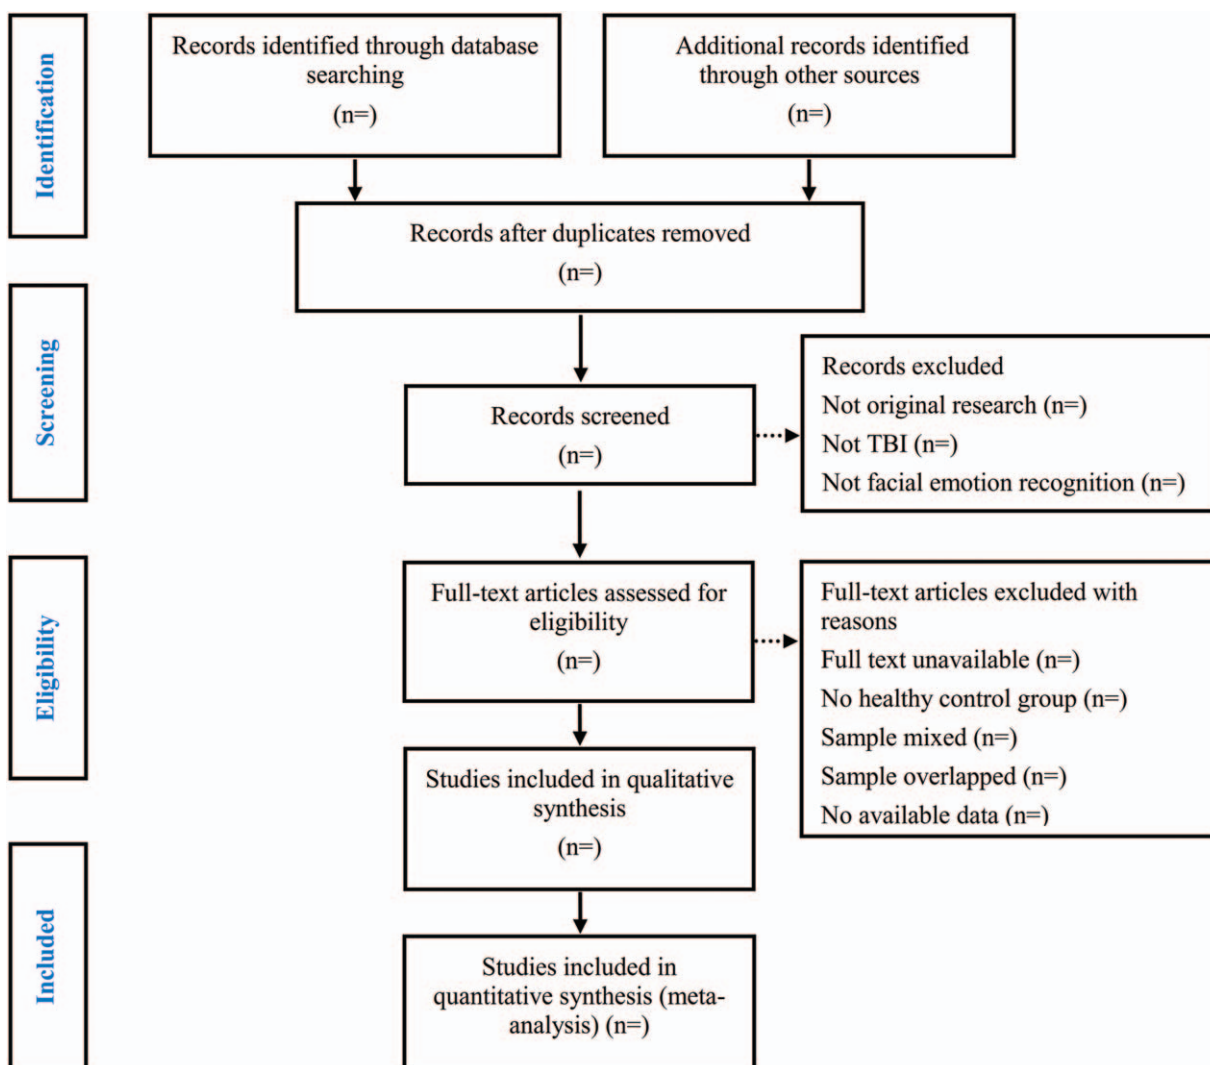 Identification
Records identified through database
searching
(n=)
Additional records identified
through other sources
(n=)
Records after duplicates removed
(n=)
Screening
Records screened
(n=)
Records excluded
Not original research (n=)
Not TBI (n=)
Not facial emotion recognition (n=)
Eligibility
Full-text articles assessed for
eligibility
(n=)
Full-text articles excluded with
reasons
Full text unavailable (n=)
No healthy control group (n=)
Sample mixed (n=)
Sample overlapped (n=)
No available data (n=)
Studies included in qualitative
synthesis
(n=)
Included
Studies included in
quantitative synthesis (meta-
analysis) (n=)